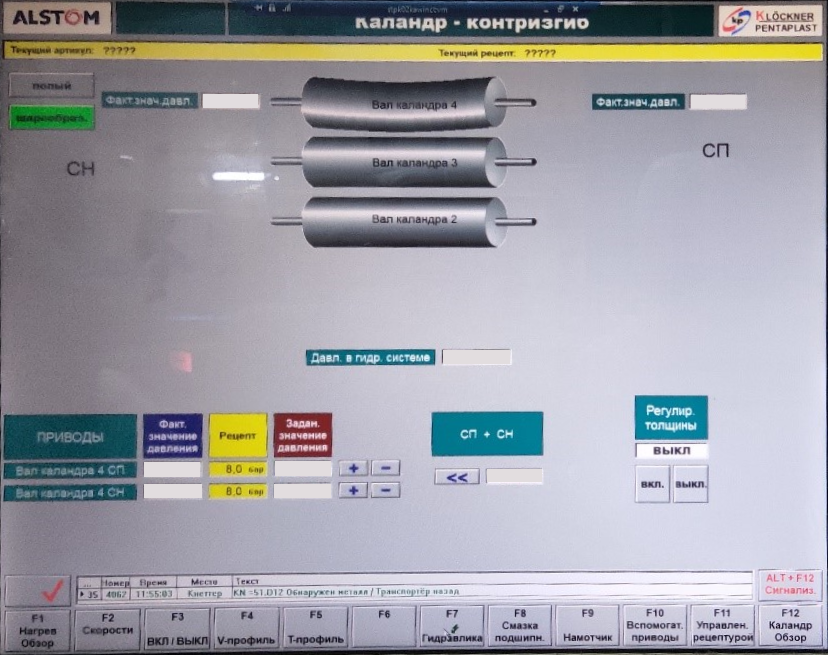 ALSTOM
Каландр - контризгиб
KLÖCKNER
PENTAPLAST
Текущий артикул: ?????
Текущий рецепт: ?????
полый
шарообраз.
Факт.знач.давл.
Вал каландра 4
Факт.знач.давл.
СН
Вал каландра 3
СП
Вал каландра 2
Давл. в гидр. системе
ПРИВОДЫ
Факт.
значение
давления
Рецепт
Задан.
значение
давления
СП + СН
Регулир.
толщины
ВЫКЛ
Вал каландра 4 СП
8,0 бар
+ −
Вал каландра 4 СН
8,0 бар
+ −
<<
ВКЛ.
ВЫКЛ.
... Номер Время Место Текст
35 4062 11:55:03 Кнеттер KN =51.D12 Обнаружен металл / Транспортёр назад
ALT + F12
Сигнализ.
F1
Нагрев
Обзор
F2
Скорости
F3
ВКЛ / ВЫКЛ
F4
V-профиль
F5
Т-профиль
F6
F7
Гидравлика
F8
Смазка
подшипн.
F9
Намотчик
F10
Вспомогат.
приводы
F11
Управлен.
рецептурой
F12
Каландр
Обзор